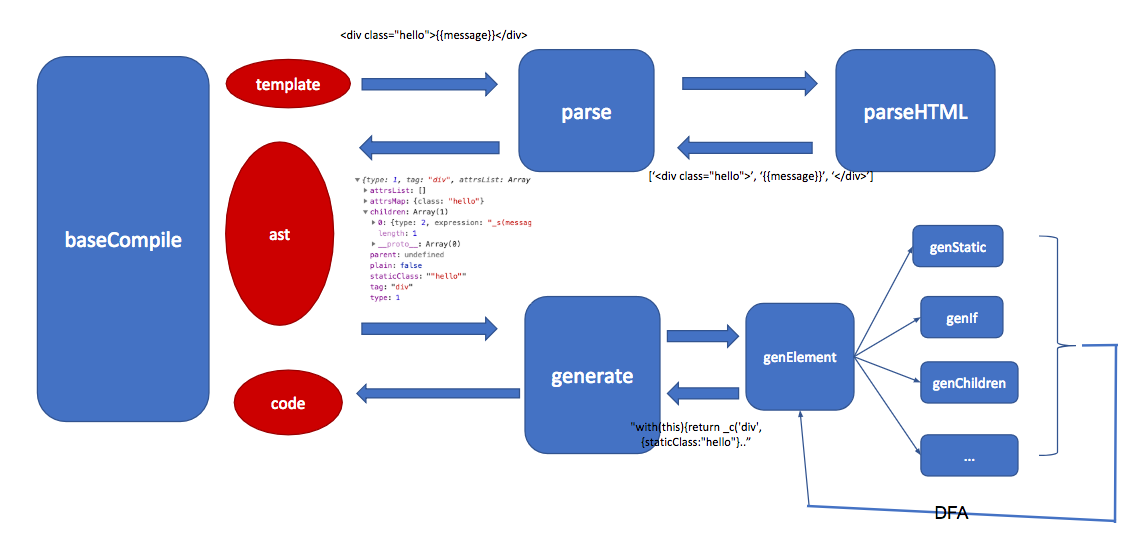 <div class="hello">{{message}}</div>
template
parse
parseHTML
[‘<div class="hello">’, ‘{{message}}’, ‘</div>’]
baseCompile
ast
▼{type: 1, tag: "div", attrsList: Array
▶attrsList: []
▶attrsMap: {class: "hello"}
▼children: Array(1)
▶0: {type: 2, expression: "_s(messag
length: 1
▶__proto__: Array(0)
parent: undefined
plain: false
staticClass: ""hello""
tag: "div"
type: 1
generate
genElement
genStatic
genIf
genChildren
...
code
"with(this){return _c('div',
{staticClass:"hello"}..”
DFA